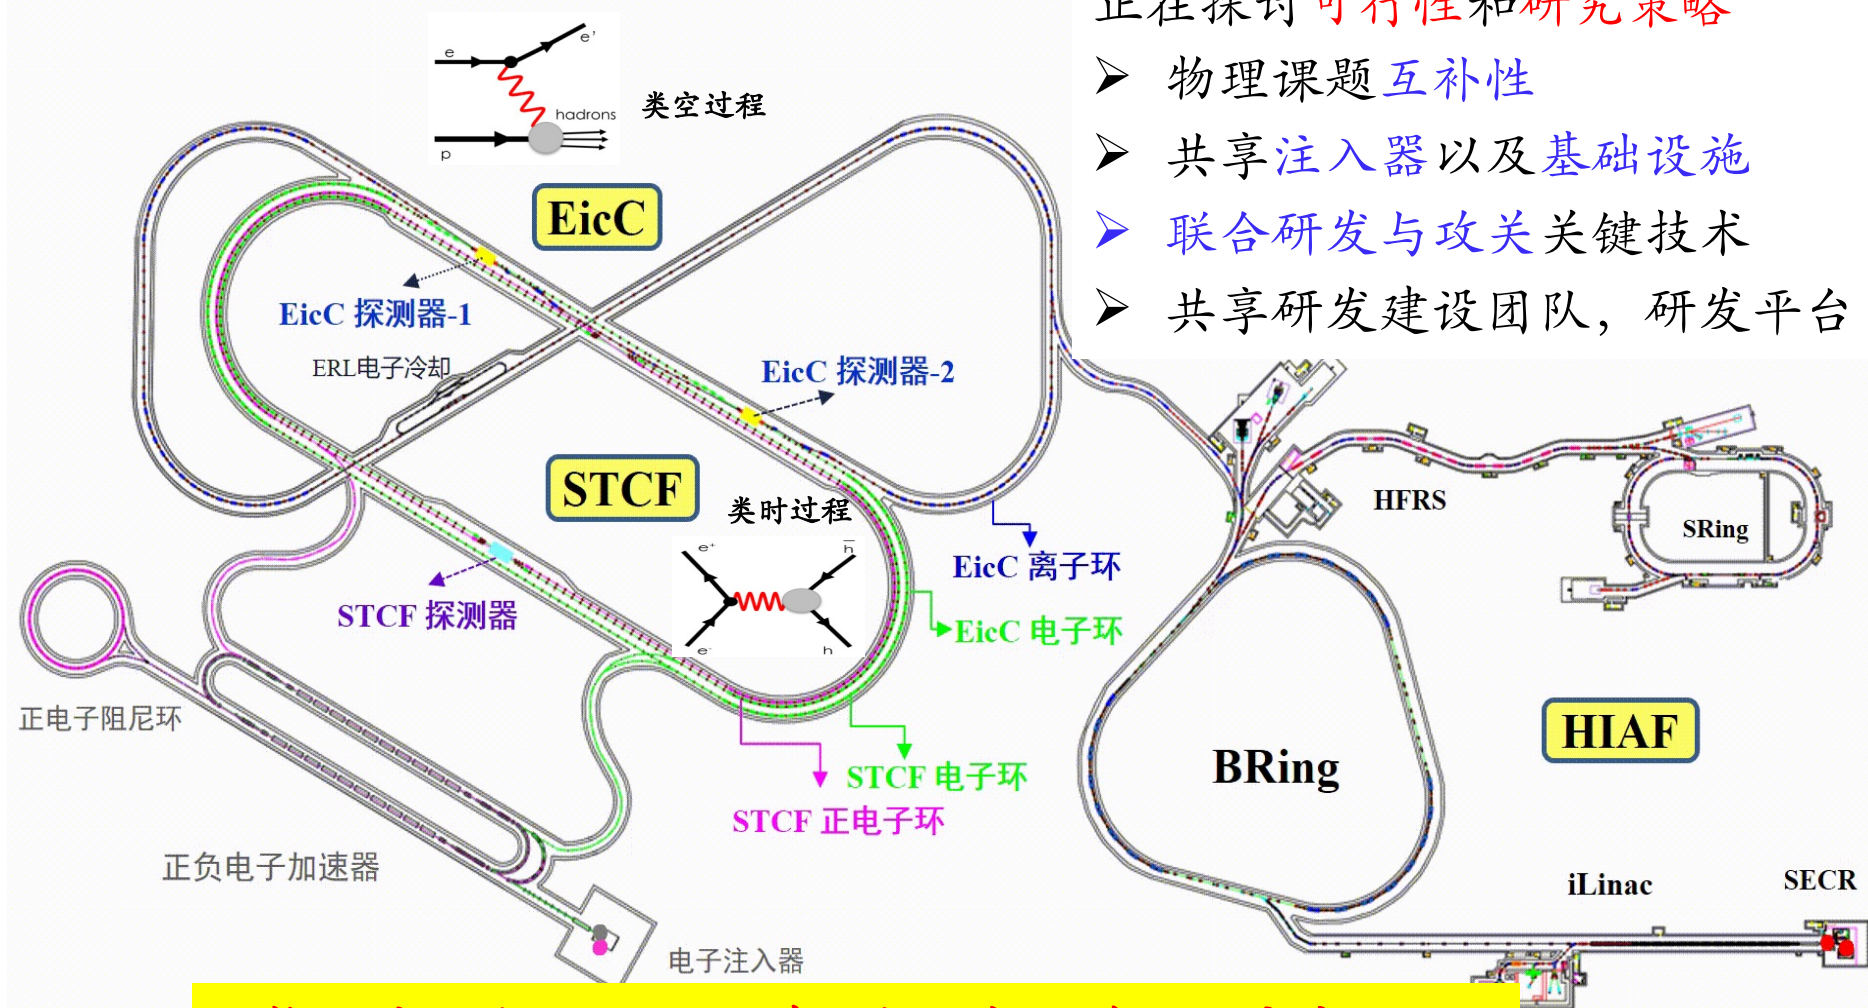 正在探讨可行性和研究策略
➢ 物理课题互补性
➢ 共享注入器以及基础设施
➢ 联合研发与攻关关键技术
➢ 共享研发建设团队，研发平台
e
e'
hadrons
p
类空过程
EicC
EicC 探测器-1
ERL电子冷却
EicC 探测器-2
STCF
类时过程
e+
h̅
e-
h
STCF 探测器
EicC 离子环
EicC 电子环
STCF 电子环
STCF 正电子环
正电子阻尼环
正负电子加速器
电子注入器
HFRS
SRing
HIAF
BRing
iLinac
SECR